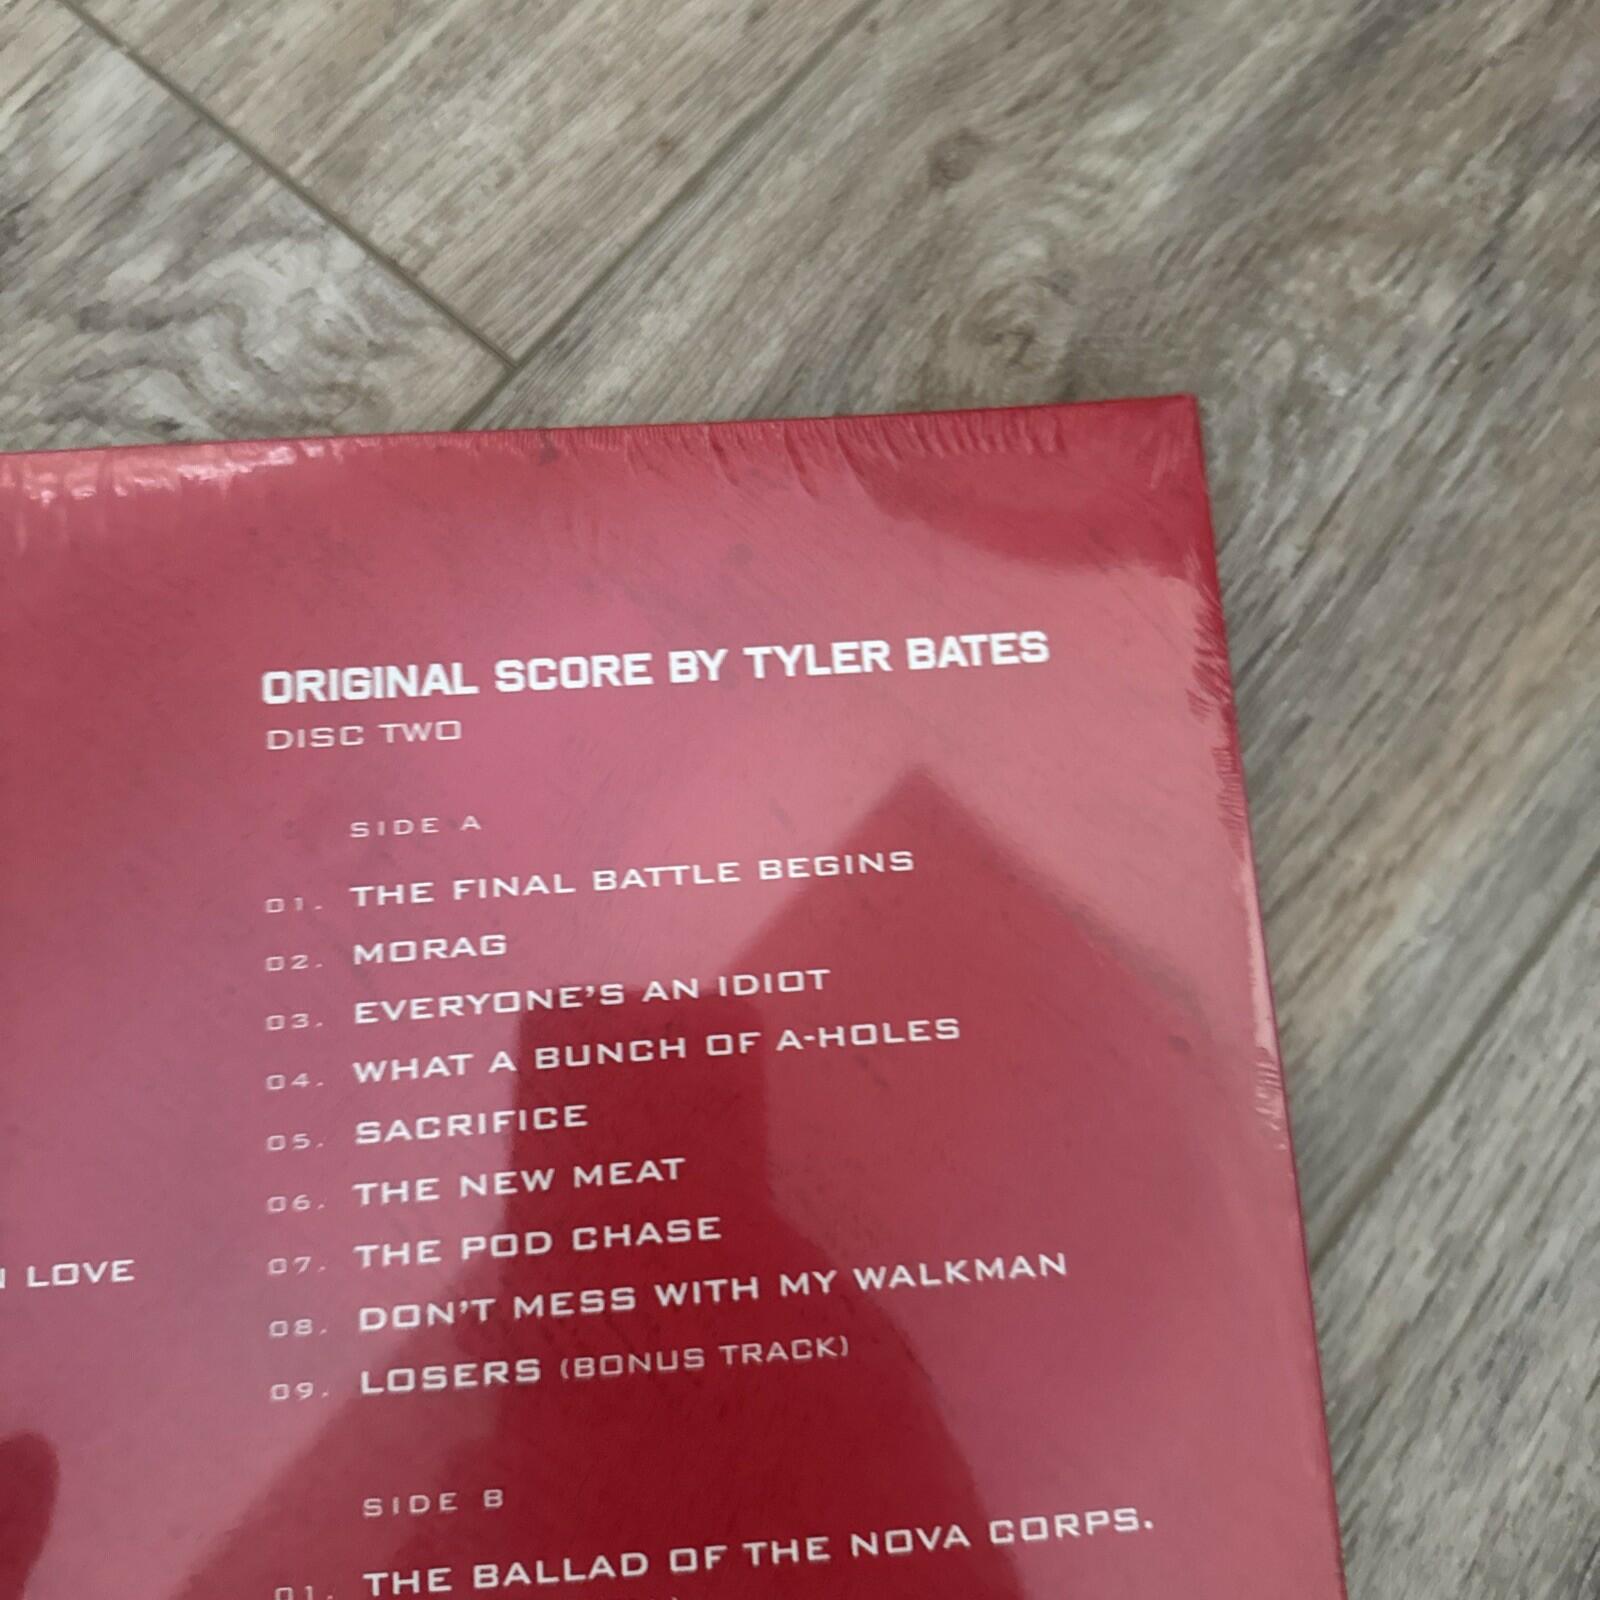 ORIGINAL SCORE BY TYLER BATES
DISC TWO
SIDE A
01. THE FINAL BATTLE BEGINS
02. MORAG
03. EVERYONE'S AN IDIOT
04. WHAT A BUNCH OF A-HOLES
05. SACRIFICE
06. THE NEW MEAT
07. THE POD CHASE
08. DON'T MESS WITH MY WALKMAN
09. LOSERS (BONUS TRACK)
SIDE B
01. THE BALLAD OF THE NOVA CORPS.
LOVE